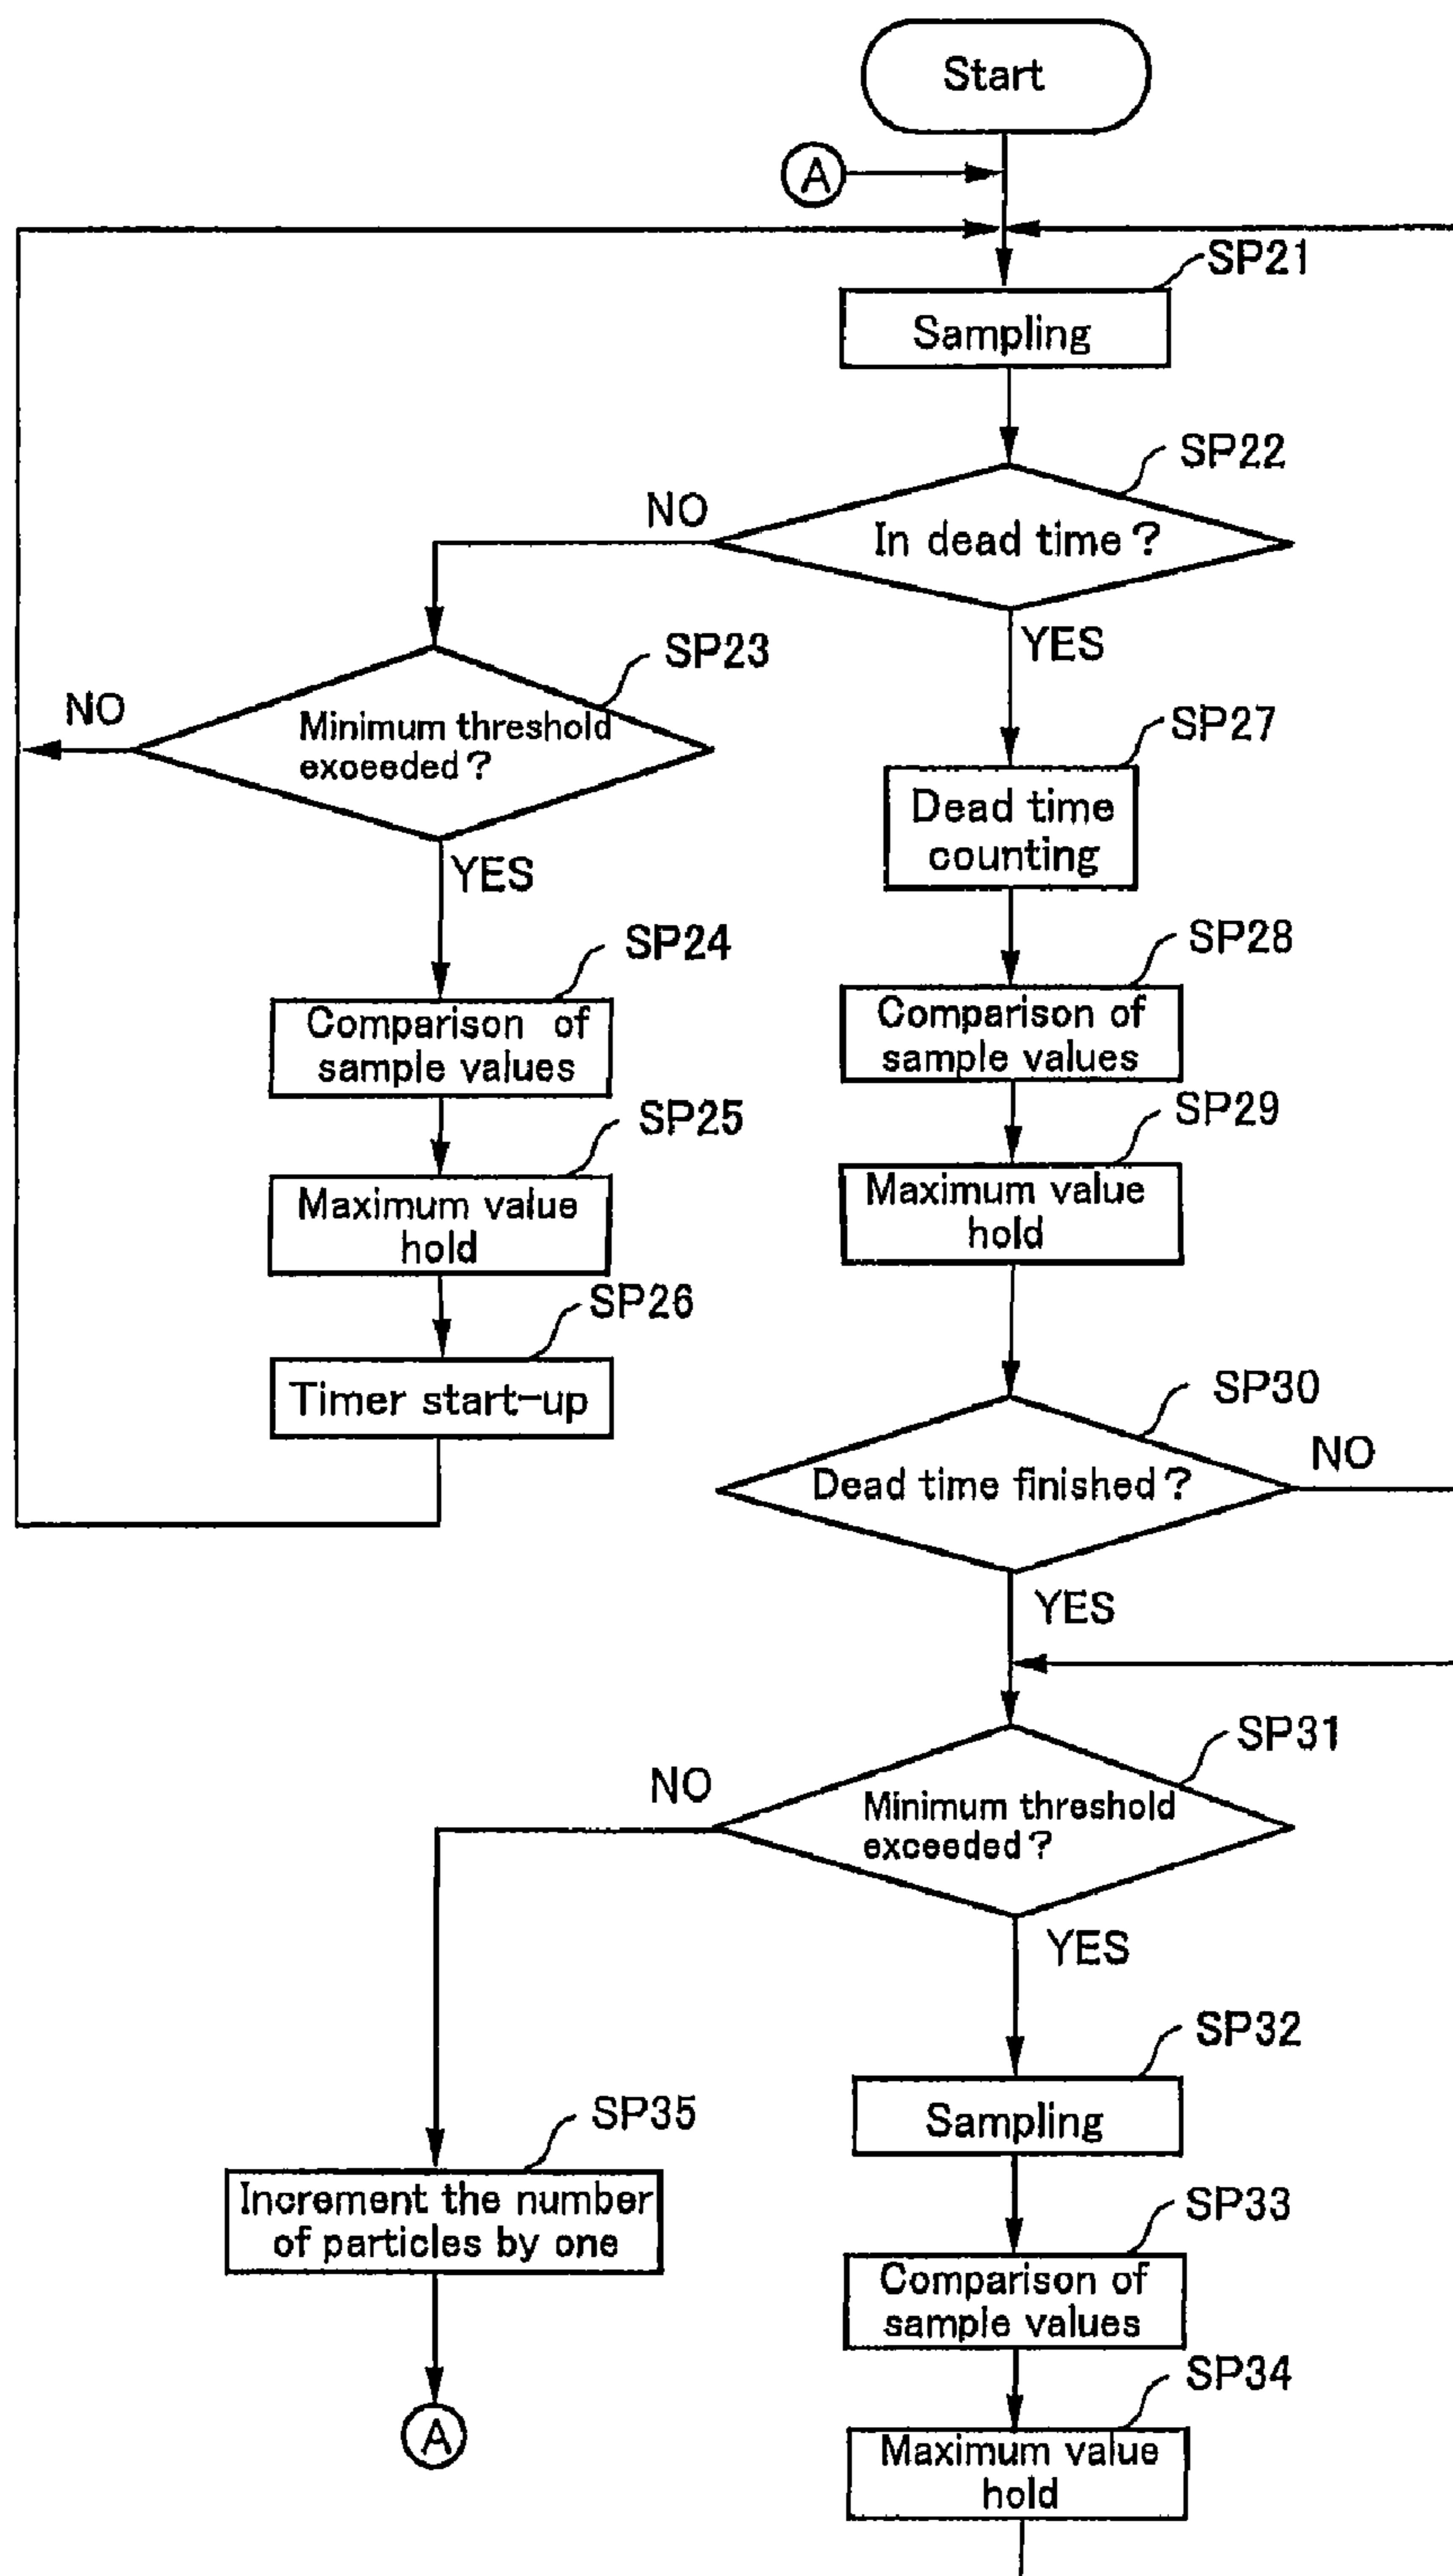 Start
A
SP21
Sampling
SP22
NO
In dead time?
YES
SP23
NO
Minimum threshold
exoeeded?
YES
SP27
Dead time
counting
SP24
Comparison of
sample values
SP28
Comparison of
sample values
SP25
Maximum value
hold
SP29
Maximum value
hold
SP26
Timer start-up
SP30
NO
Dead time finished?
YES
SP31
NO
Minimum threshold
exceeded?
YES
SP32
Sampling
SP35
Increment the number
of particles by one
SP33
Comparison of
sample values
A
SP34
Maximum value
hold